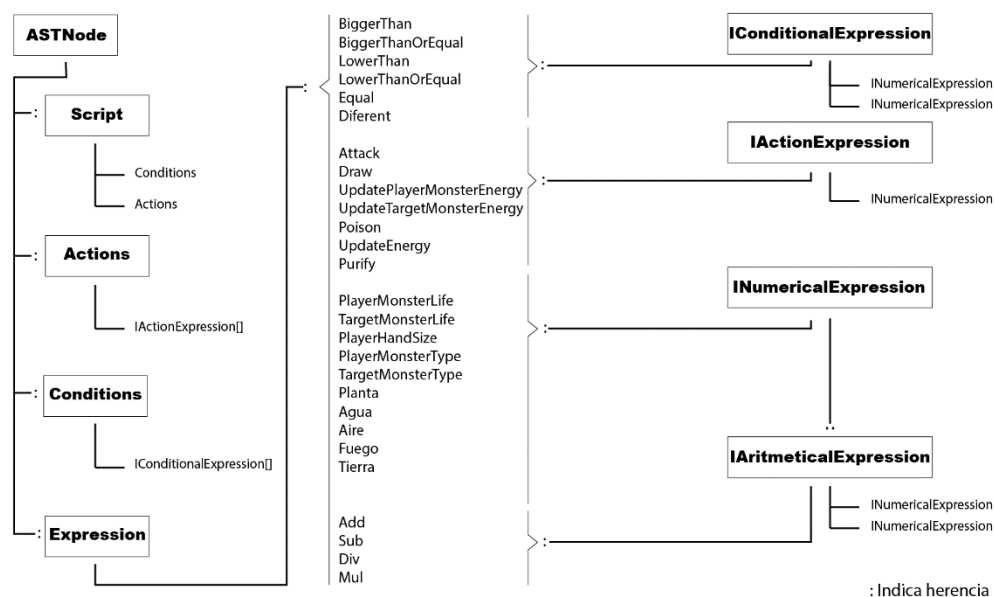 ASTNode
: Script
Conditions
Actions
: Actions
IActionExpression[]
: Conditions
IConditionalExpression[]
: Expression
:
BiggerThan
BiggerThanOrEqual
LowerThan
LowerThanOrEqual
Equal
Diferent
Attack
Draw
UpdatePlayerMonsterEnergy
UpdateTargetMonsterEnergy
Poison
UpdateEnergy
Purify
PlayerMonsterLife
TargetMonsterLife
PlayerHandSize
PlayerMonsterType
TargetMonsterType
Planta
Agua
Aire
Fuego
Tierra
Add
Sub
Div
Mul
:
IConditionalExpression
INumericalExpression
INumericalExpression
:
IActionExpression
INumericalExpression
:
INumericalExpression
..
:
IAritmeticalExpression
INumericalExpression
INumericalExpression
: Indica herencia